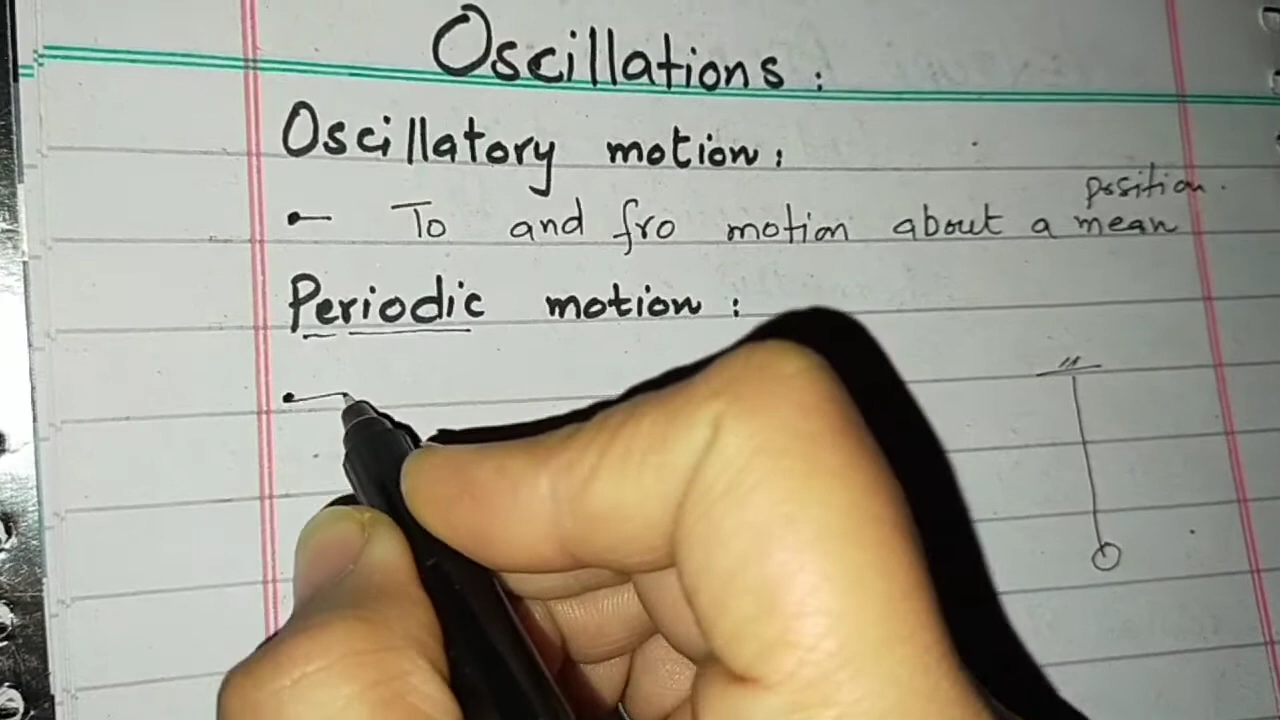 Oscillations:
Oscillatory motion:
To and fro motion about a mean
position.
Periodic motion: